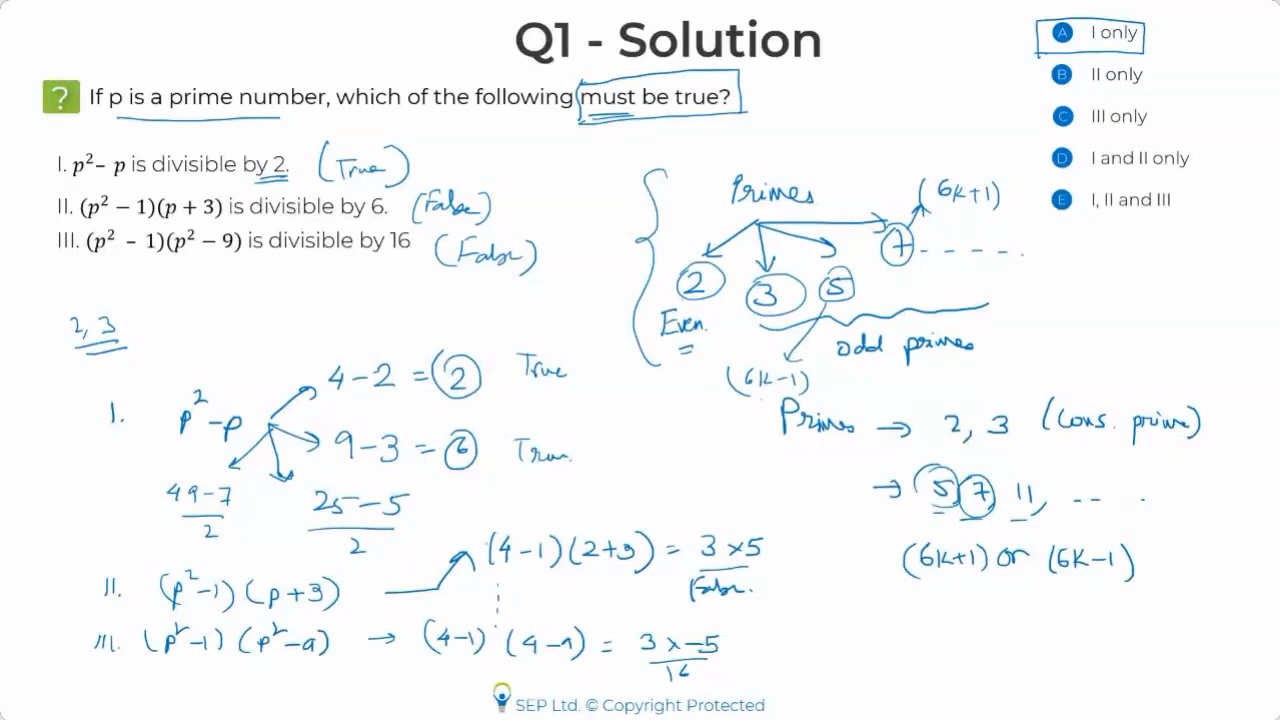 Q1 - Solution
A I only
B II only
C III only
D I and II only
E I, II and III
? If p is a prime number, which of the following must be true?
I. p² – p is divisible by 2. (True)
II. (p² − 1)(p + 3) is divisible by 6. (False)
III. (p² - 1)(p² − 9) is divisible by 16 (False)
Primes
(6k+1)
2 3 5 7 - - - - .
Even.
odd primes
(6k-1)
2, 3
I. p² - p
4-2 = 2 True
9-3 = 6 True.
49-7
2
25-5
2
Primes → 2, 3 (Cons. prime)
→ 5 7 11, -- .
(6k+1) or (6k-1)
II. (p²-1)(p+3)
(4-1)(2+3) = 3×5
False.
III. (p²-1)(p²-9) → (4-1)(4-9) = 3×-5
16
SEP Ltd. © Copyright Protected